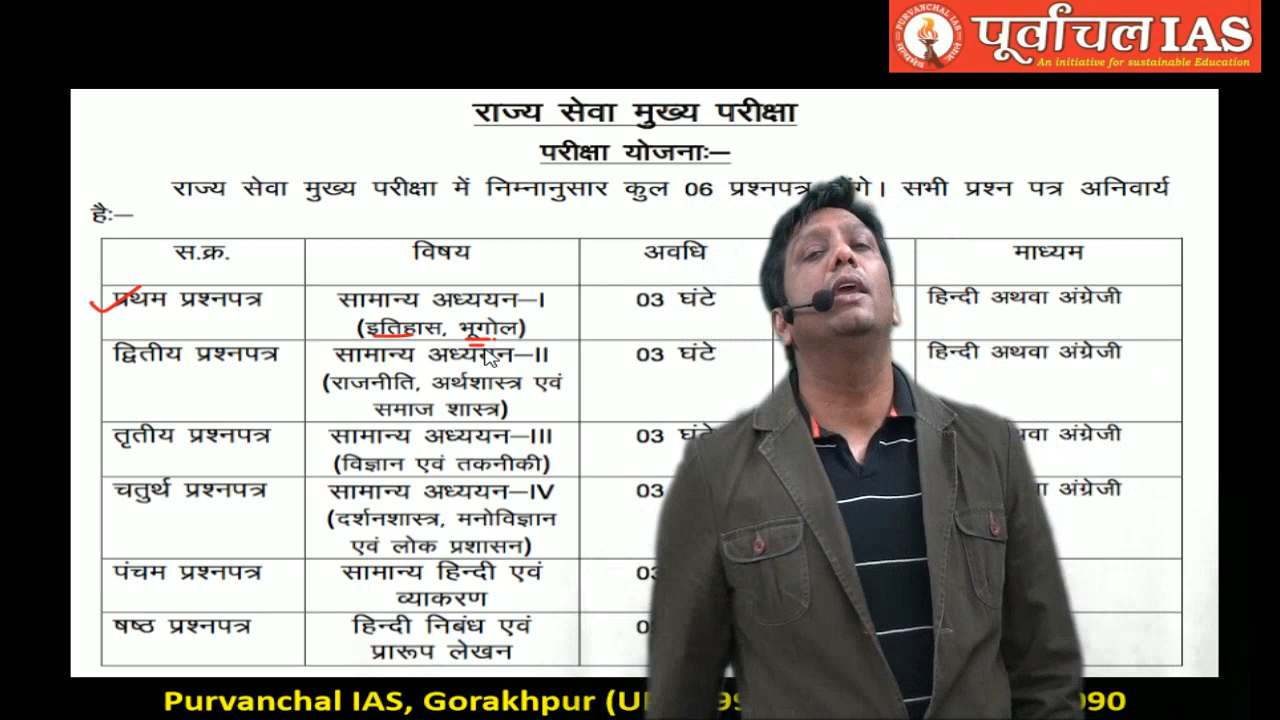 PURVANCHAL IAS
पूर्वांचल IAS
An initiative for sustainable Education
राज्य सेवा मुख्य परीक्षा
परीक्षा योजनाः—
राज्य सेवा मुख्य परीक्षा में निम्नानुसार कुल 06 प्रश्नपत्र । सभी प्रश्न पत्र अनिवार्य
है:—
स.क्र. विषय अवधि माध्यम
प्रथम प्रश्नपत्र सामान्य अध्ययन—I 03 घंटे हिन्दी अथवा अंग्रेजी
(इतिहास, भूगोल)
द्वितीय प्रश्नपत्र सामान्य अध्ययन—II 03 घंटे हिन्दी अथवा अंग्रेजी
(राजनीति, अर्थशास्त्र एवं
समाज शास्त्र)
तृतीय प्रश्नपत्र सामान्य अध्ययन—III 03 घंटे अंग्रेजी
(विज्ञान एवं तकनीकी)
चतुर्थ प्रश्नपत्र सामान्य अध्ययन—IV 03 अंग्रेजी
(दर्शनशास्त्र, मनोविज्ञान
एवं लोक प्रशासन)
पंचम प्रश्नपत्र सामान्य हिन्दी एवं
व्याकरण
षष्ठ प्रश्नपत्र हिन्दी निबंध एवं
प्रारूप लेखन
Purvanchal IAS, Gorakhpur